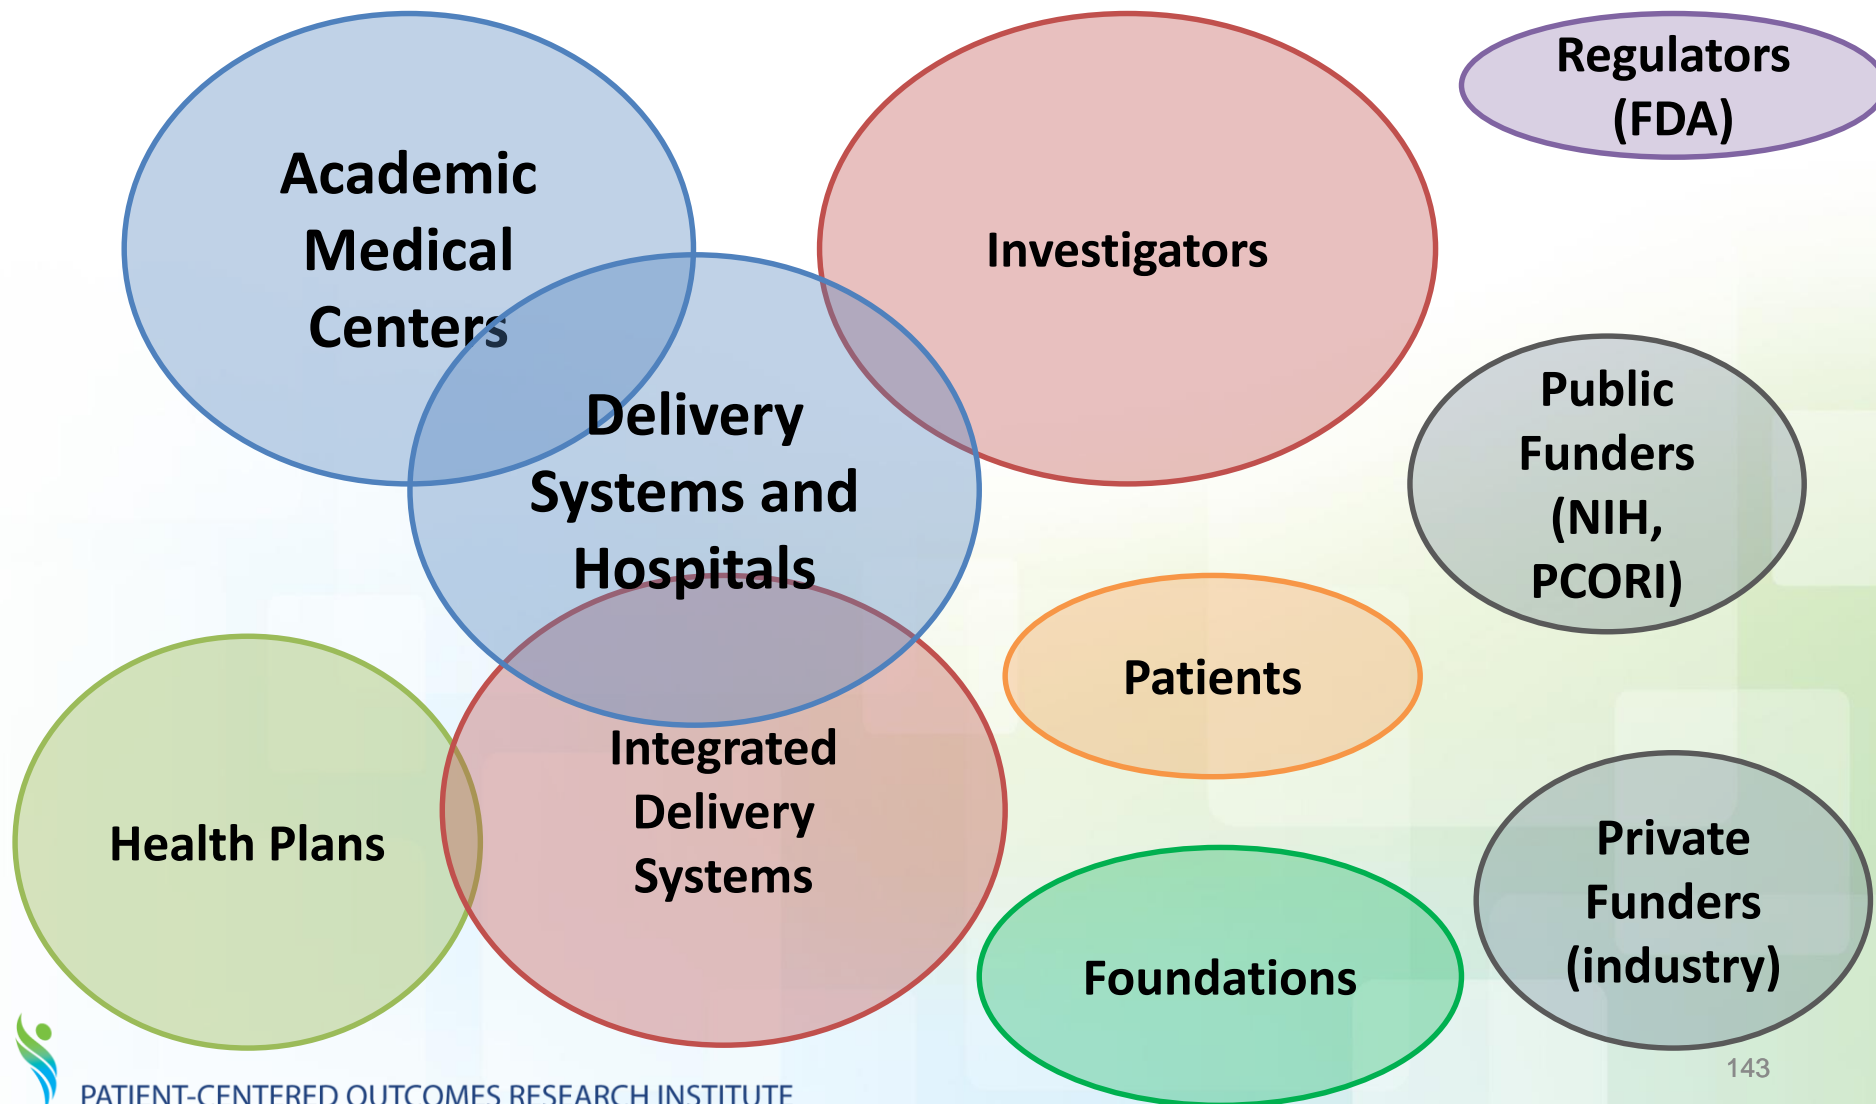 Academic
Medical
Centers
Investigators
Regulators
(FDA)
Delivery
Systems and
Hospitals
Public
Funders
(NIH,
PCORI)
Patients
Health Plans
Integrated
Delivery
Systems
Foundations
Private
Funders
(industry)
143
PATIENT-CENTERED OUTCOMES RESEARCH INSTITUTE